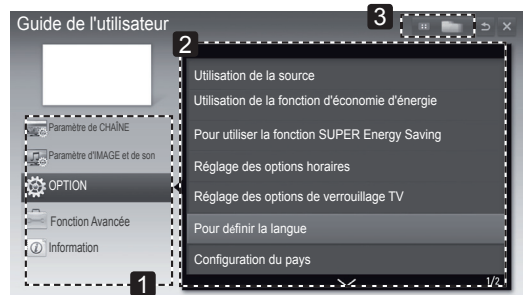 Guide de l'utilisateur
3
2
Paramètre de CHAÎNE
Paramètre d'IMAGE et de son
OPTION
Fonction Avancée
Information
1
Utilisation de la source
Utilisation de la fonction d'économie d'énergie
Pour utiliser la fonction SUPER Energy Saving
Réglage des options horaires
Réglage des options de verrouillage TV
Pour définir la langue
Configuration du pays
1/2